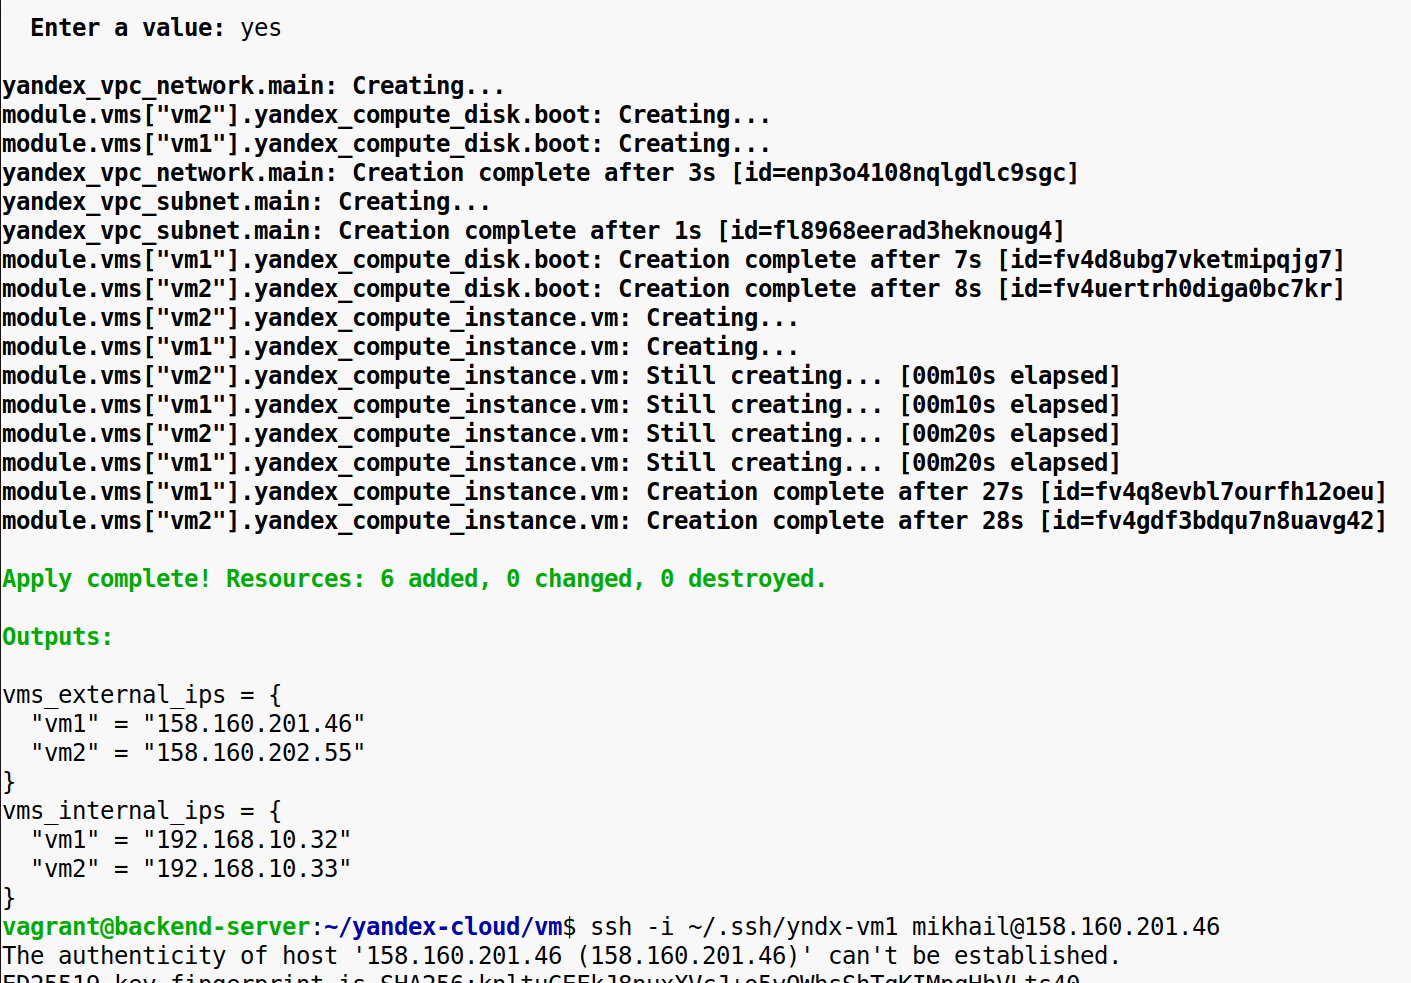 Enter a value: yes
yandex_vpc_network.main: Creating...
module.vms["vm2"].yandex_compute_disk.boot: Creating...
module.vms["vm1"].yandex_compute_disk.boot: Creating...
yandex_vpc_network.main: Creation complete after 3s [id=enp3o4108nqlgdlc9sgc]
yandex_vpc_subnet.main: Creating...
yandex_vpc_subnet.main: Creation complete after 1s [id=fl8968eerad3heknoug4]
module.vms["vm1"].yandex_compute_disk.boot: Creation complete after 7s [id=fv4d8ubg7vketmipqjg7]
module.vms["vm2"].yandex_compute_disk.boot: Creation complete after 8s [id=fv4uertrh0diga0bc7kr]
module.vms["vm2"].yandex_compute_instance.vm: Creating...
module.vms["vm1"].yandex_compute_instance.vm: Creating...
module.vms["vm2"].yandex_compute_instance.vm: Still creating... [00m10s elapsed]
module.vms["vm1"].yandex_compute_instance.vm: Still creating... [00m10s elapsed]
module.vms["vm2"].yandex_compute_instance.vm: Still creating... [00m20s elapsed]
module.vms["vm1"].yandex_compute_instance.vm: Still creating... [00m20s elapsed]
module.vms["vm1"].yandex_compute_instance.vm: Creation complete after 27s [id=fv4q8evbl7ourfh12oeu]
module.vms["vm2"].yandex_compute_instance.vm: Creation complete after 28s [id=fv4gdf3bdqu7n8uavg42]
Apply complete! Resources: 6 added, 0 changed, 0 destroyed.
Outputs:
vms_external_ips = {
"vm1" = "158.160.201.46"
"vm2" = "158.160.202.55"
}
vms_internal_ips = {
"vm1" = "192.168.10.32"
"vm2" = "192.168.10.33"
}
vagrant@backend-server:~/yandex-cloud/vm$ ssh -i ~/.ssh/yndx-vm1 mikhail@158.160.201.46
The authenticity of host '158.160.201.46 (158.160.201.46)' can't be established.
ED25519 key fingerprint is